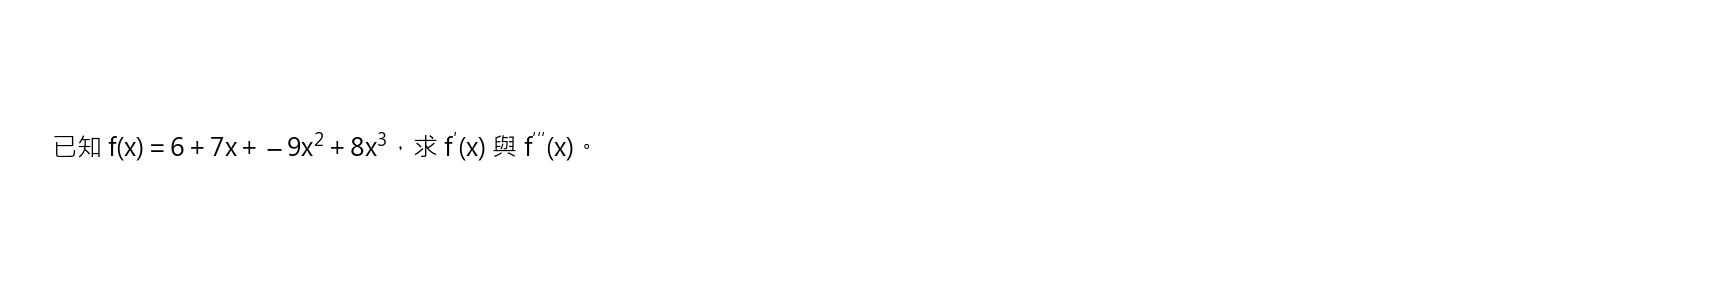 已知 f(x) = 6 + 7x + −9x² + 8x³，求 f′(x) 與 f′′′(x)。